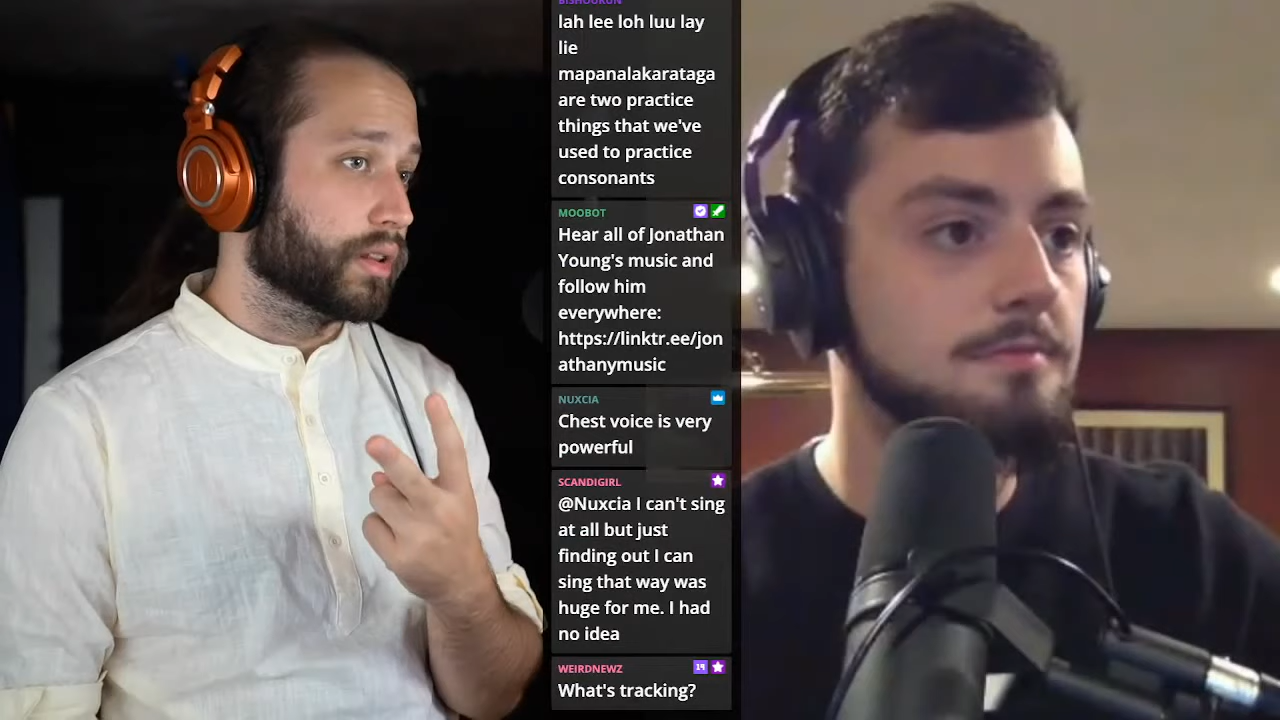 BISHOUKUN
lah lee loh luu lay
lie
mapanalakarataga
are two practice
things that we've
used to practice
consonants
MOOBOT
Hear all of Jonathan
Young's music and
follow him
everywhere:
https://linktr.ee/jon
athanymusic
NUXCIA
Chest voice is very
powerful
SCANDIGIRL
@Nuxcia I can't sing
at all but just
finding out I can
sing that way was
huge for me. I had
no idea
WEIRDNEWZ
What's tracking?